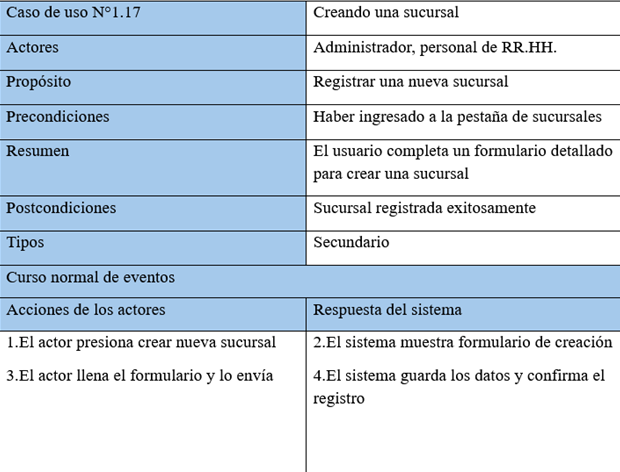 Caso de uso N°1.17
Creando una sucursal
Actores
Administrador, personal de RR.HH.
Propósito
Registrar una nueva sucursal
Precondiciones
Haber ingresado a la pestaña de sucursales
Resumen
El usuario completa un formulario detallado
para crear una sucursal
Postcondiciones
Sucursal registrada exitosamente
Tipos
Secundario
Curso normal de eventos
Acciones de los actores
Respuesta del sistema
1.El actor presiona crear nueva sucursal
2.El sistema muestra formulario de creación
3.El actor llena el formulario y lo envía
4.El sistema guarda los datos y confirma el
registro